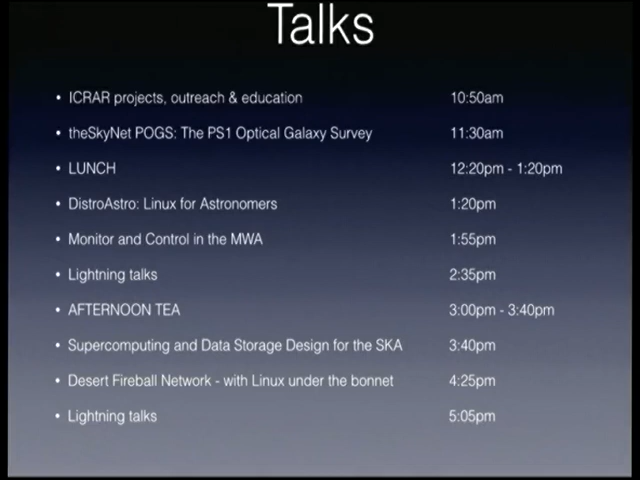 Talks
• ICRAR projects, outreach & education 10:50am
• theSkyNet POGS: The PS1 Optical Galaxy Survey 11:30am
• LUNCH 12:20pm - 1:20pm
• DistroAstro: Linux for Astronomers 1:20pm
• Monitor and Control in the MWA 1:55pm
• Lightning talks 2:35pm
• AFTERNOON TEA 3:00pm - 3:40pm
• Supercomputing and Data Storage Design for the SKA 3:40pm
• Desert Fireball Network - with Linux under the bonnet 4:25pm
• Lightning talks 5:05pm